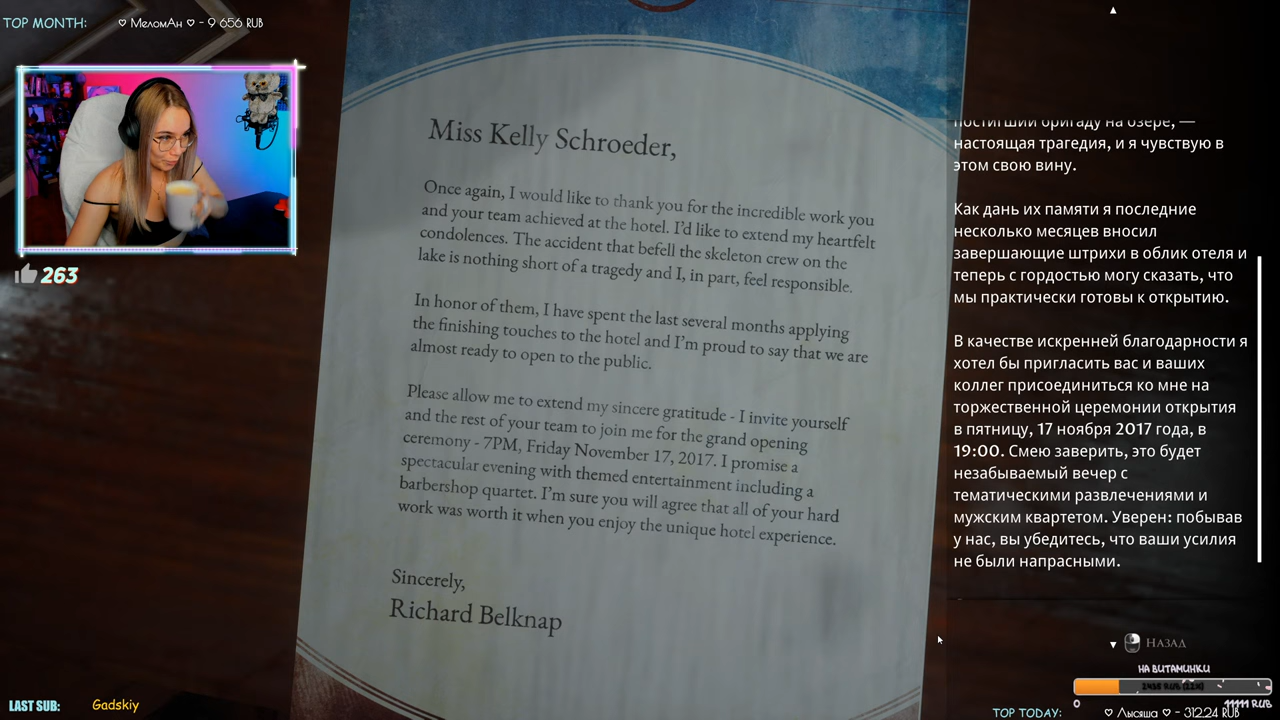 TOP MONTH:
♡ МеломАн ♡ - 9 656 RUB
263
Miss Kelly Schroeder,
Once again, I would like to thank you for the incredible work you
and your team achieved at the hotel. I'd like to extend my heartfelt
condolences. The accident that befell the skeleton crew on the
lake is nothing short of a tragedy and I, in part, feel responsible.
In honor of them, I have spent the last several months applying
the finishing touches to the hotel and I'm proud to say that we are
almost ready to open to the public.
Please allow me to extend my sincere gratitude - I invite yourself
and the rest of your team to join me for the grand opening
ceremony - 7PM, Friday November 17, 2017. I promise a
spectacular evening with themed entertainment including a
barbershop quartet. I'm sure you will agree that all of your hard
work was worth it when you enjoy the unique hotel experience.
Sincerely,
Richard Belknap
постигший бригаду на озере, —
настоящая трагедия, и я чувствую в
этом свою вину.
Как дань их памяти я последние
несколько месяцев вносил
завершающие штрихи в облик отеля и
теперь с гордостью могу сказать, что
мы практически готовы к открытию.
В качестве искренней благодарности я
хотел бы пригласить вас и ваших
коллег присоединиться ко мне на
торжественной церемонии открытия
в пятницу, 17 ноября 2017 года, в
19:00. Смею заверить, это будет
незабываемый вечер с
тематическими развлечениями и
мужским квартетом. Уверен: побывав
у нас, вы убедитесь, что ваши усилия
не были напрасными.
НАЗАД
НА ВИТАМИНКИ
0
11111 RUB
LAST SUB:
Gadskiy
TOP TODAY:
♡ Лысяша ♡ - 312.24 RUB